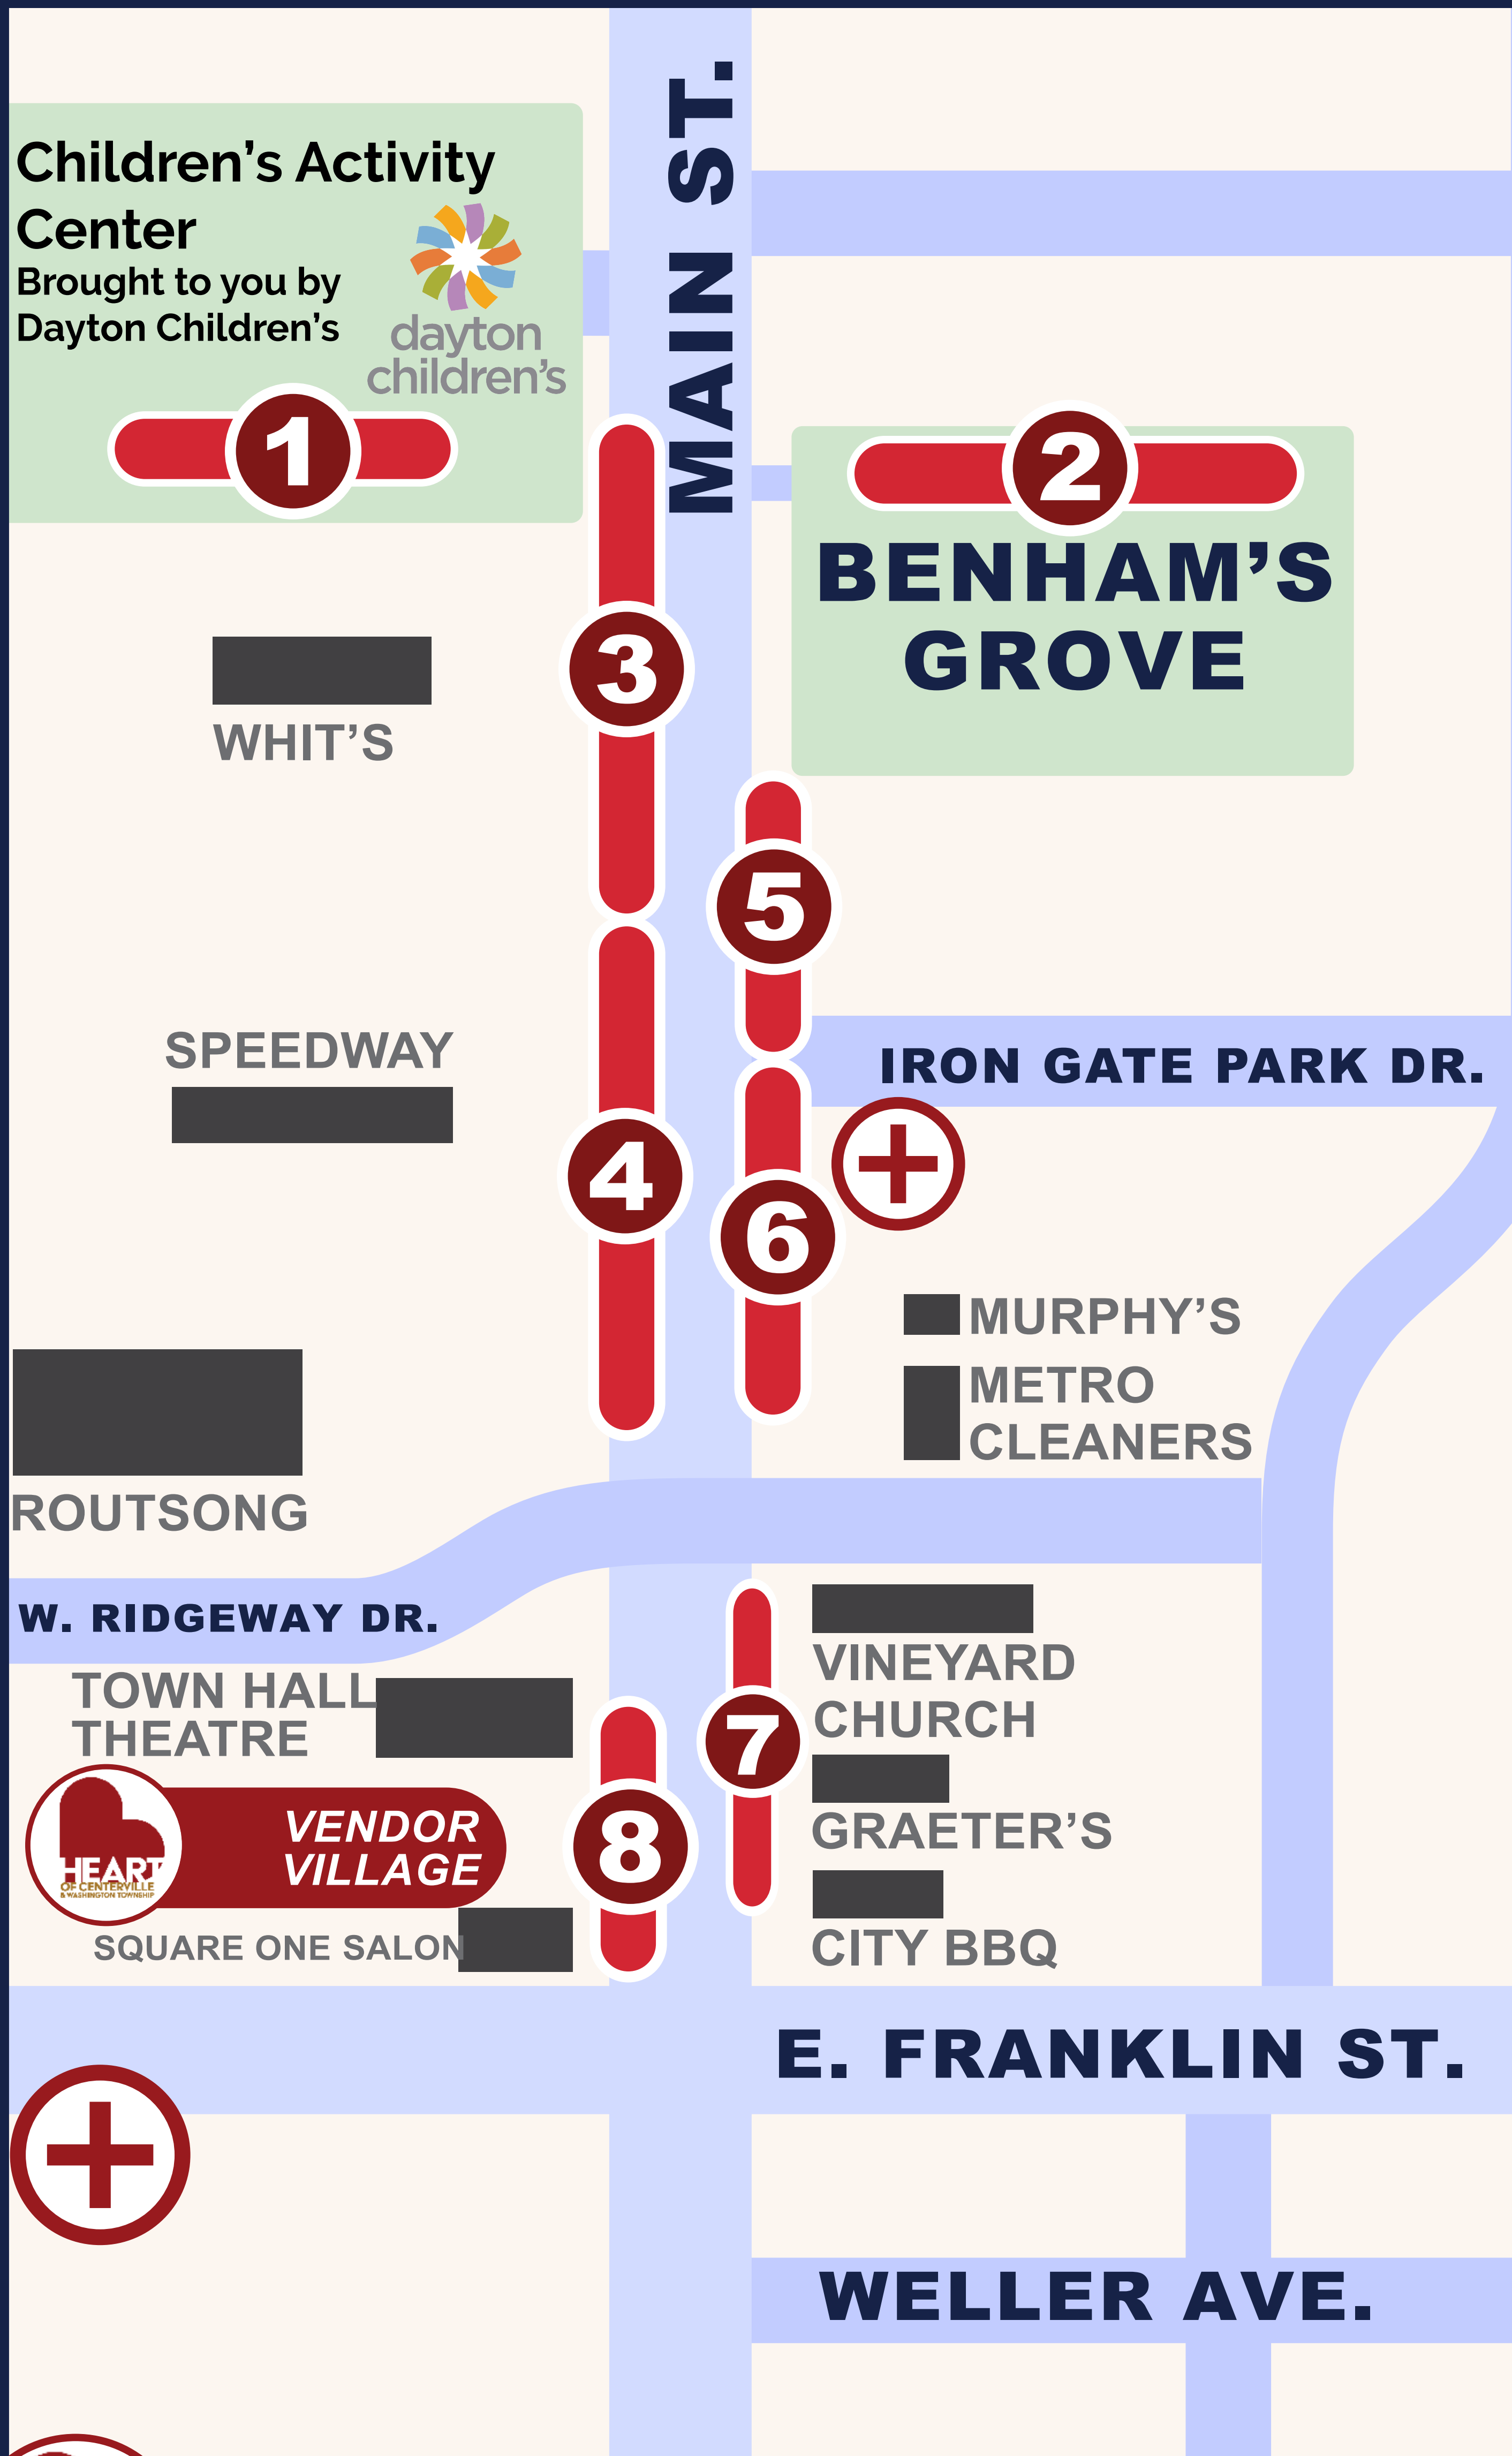 MAIN ST.
Children's Activity
Center
Brought to you by
Dayton Children's
dayton
children's
1
2
BENHAM'S
GROVE
3
WHIT'S
5
SPEEDWAY
IRON GATE PARK DR.
4
6
MURPHY'S
METRO
CLEANERS
ROUTSONG
W. RIDGEWAY DR.
VINEYARD
CHURCH
TOWN HALL
THEATRE
7
VENDOR
VILLAGE
HEART
OF CENTERVILLE
& WASHINGTON TOWNSHIP
8
GRAETER'S
SQUARE ONE SALON
CITY BBQ
E. FRANKLIN ST.
WELLER AVE.